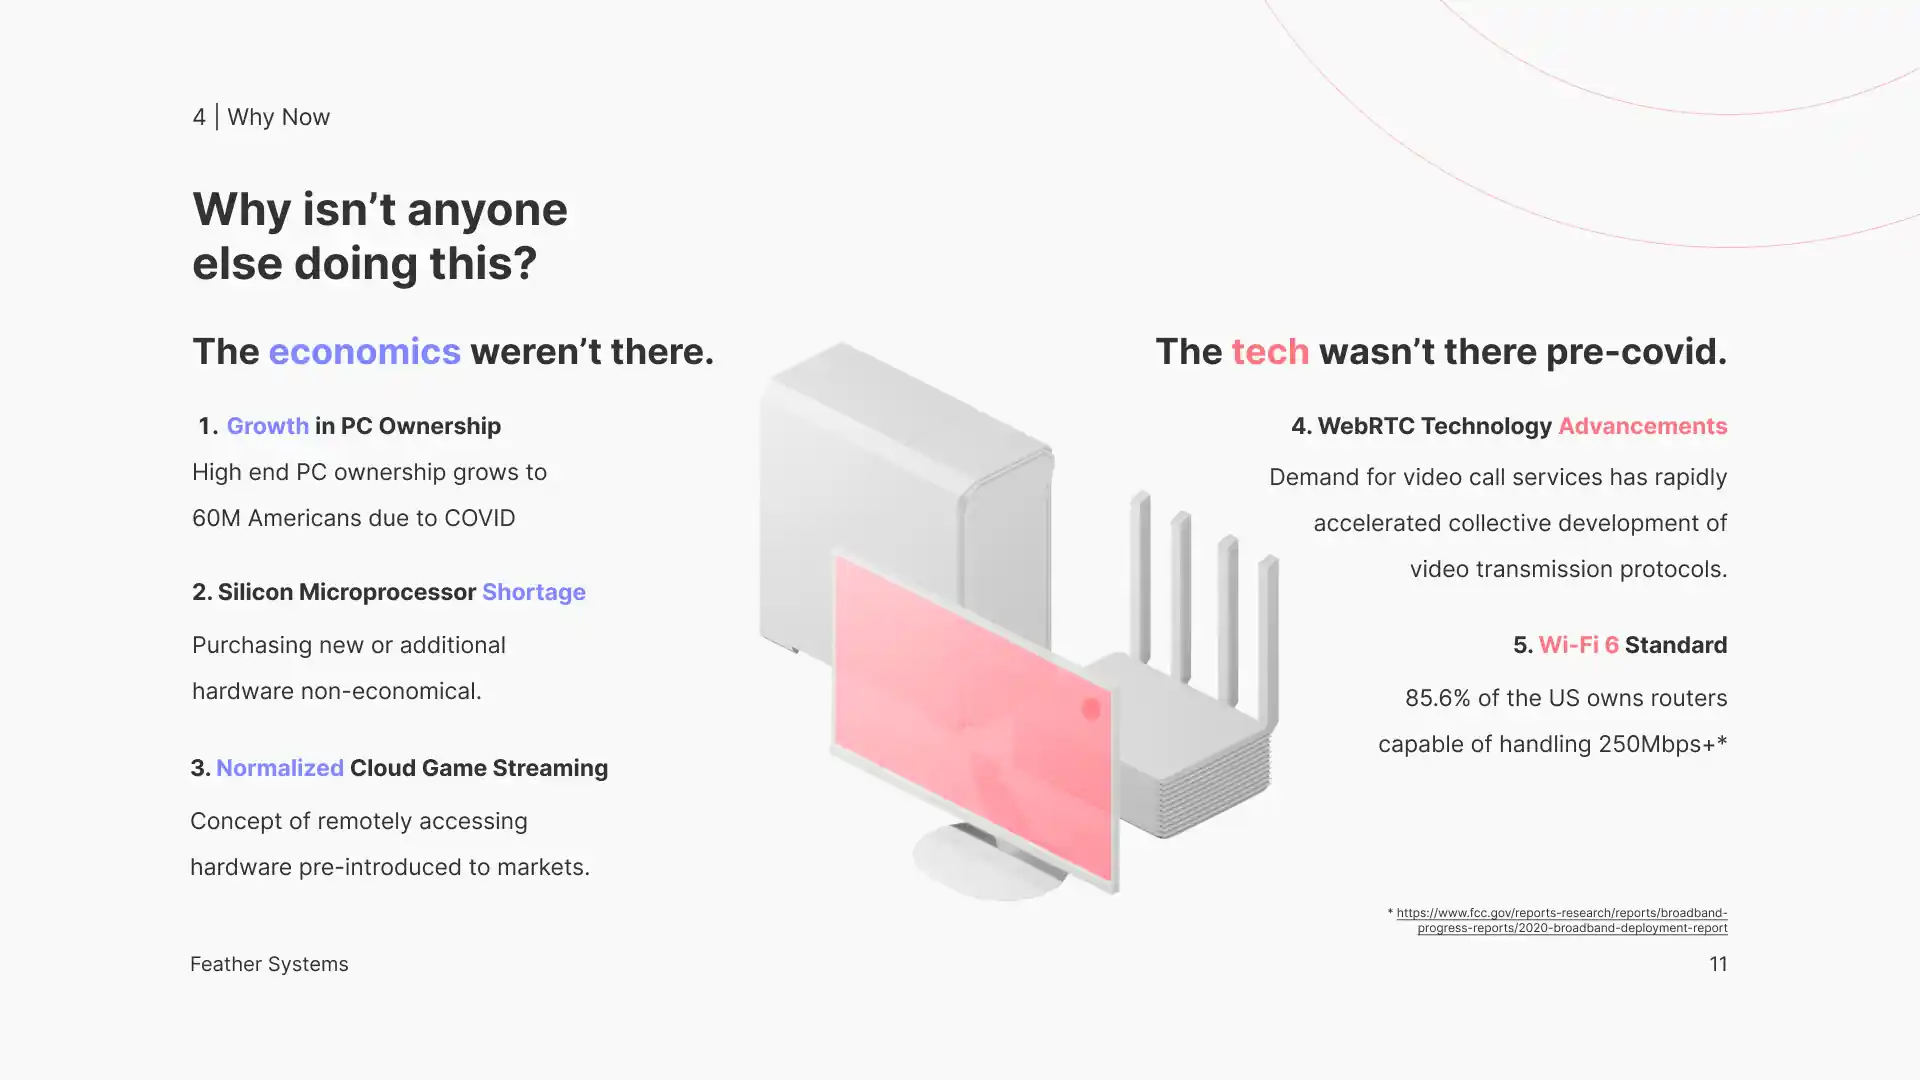 4 | Why Now
Why isn’t anyone
else doing this?
The economics weren’t there.
1. Growth in PC Ownership
High end PC ownership grows to
60M Americans due to COVID
2. Silicon Microprocessor Shortage
Purchasing new or additional
hardware non-economical.
3. Normalized Cloud Game Streaming
Concept of remotely accessing
hardware pre-introduced to markets.
The tech wasn’t there pre-covid.
4. WebRTC Technology Advancements
Demand for video call services has rapidly
accelerated collective development of
video transmission protocols.
5. Wi-Fi 6 Standard
85.6% of the US owns routers
capable of handling 250Mbps+*
* https://www.fcc.gov/reports-research/reports/broadband-
progress-reports/2020-broadband-deployment-report
Feather Systems
11